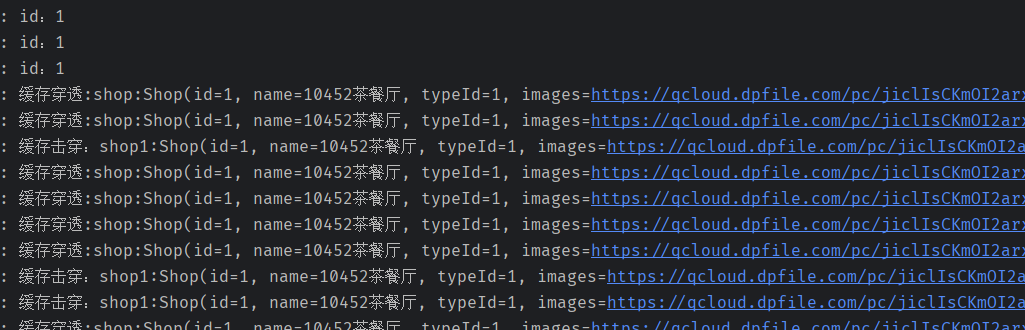 : id：1
: id：1
: id：1
: 缓存穿透:shop:Shop(id=1, name=10452茶餐厅, typeId=1, images=https://qcloud.dpfile.com/pc/jiclIsCKmOI2arx
: 缓存穿透:shop:Shop(id=1, name=10452茶餐厅, typeId=1, images=https://qcloud.dpfile.com/pc/jiclIsCKmOI2arx
: 缓存击穿：shop1:Shop(id=1, name=10452茶餐厅, typeId=1, images=https://qcloud.dpfile.com/pc/jiclIsCKmOI2a
: 缓存穿透:shop:Shop(id=1, name=10452茶餐厅, typeId=1, images=https://qcloud.dpfile.com/pc/jiclIsCKmOI2arx
: 缓存穿透:shop:Shop(id=1, name=10452茶餐厅, typeId=1, images=https://qcloud.dpfile.com/pc/jiclIsCKmOI2arx
: 缓存穿透:shop:Shop(id=1, name=10452茶餐厅, typeId=1, images=https://qcloud.dpfile.com/pc/jiclIsCKmOI2arx
: 缓存穿透:shop:Shop(id=1, name=10452茶餐厅, typeId=1, images=https://qcloud.dpfile.com/pc/jiclIsCKmOI2arx
: 缓存击穿：shop1:Shop(id=1, name=10452茶餐厅, typeId=1, images=https://qcloud.dpfile.com/pc/jiclIsCKmOI2a
: 缓存击穿：shop1:Shop(id=1, name=10452茶餐厅, typeId=1, images=https://qcloud.dpfile.com/pc/jiclIsCKmOI2a
: 缓存穿透:shop:Shop(id=1, name=10452茶餐厅, typeId=1, images=https://qcloud.dpfile.com/pc/jiclIsCKmOI2arx